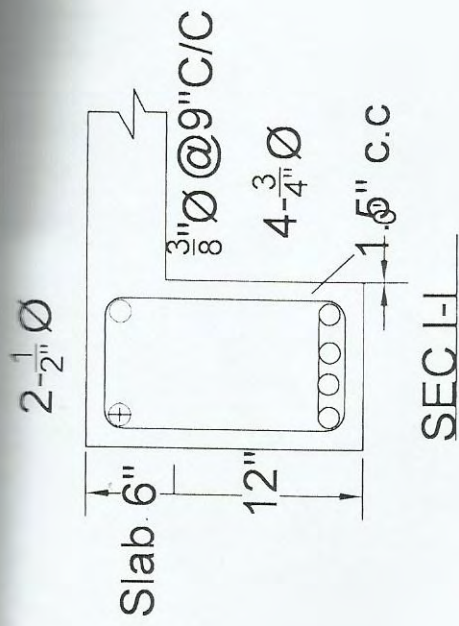 2-1/2" Ø
Slab 6"
12"
3/8"Ø@9"C/C
4-3/4" Ø
1.5" c.c
SEC I-I